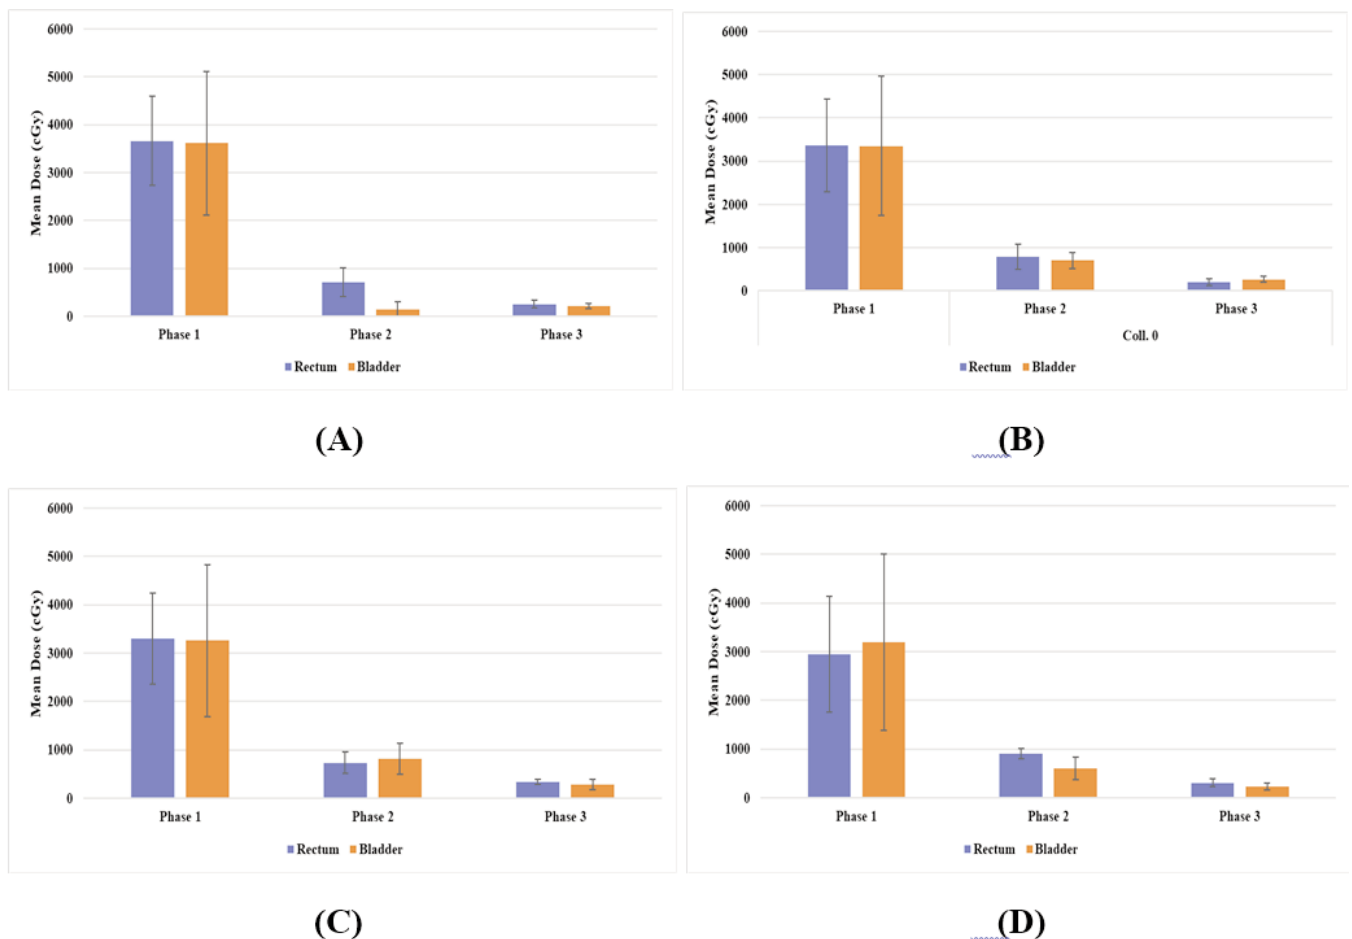 6000
5000
4000
3000
2000
1000
0
Mean Dose (cGy)
Phase 1 Phase 2 Phase 3
Rectum Bladder
(A)
6000
5000
4000
3000
2000
1000
0
Mean Dose (cGy)
Phase 1 Phase 2 Phase 3
Coll. 0
Rectum Bladder
(B)
6000
5000
4000
3000
2000
1000
0
Mean Dose (cGy)
Phase 1 Phase 2 Phase 3
Rectum Bladder
(C)
6000
5000
4000
3000
2000
1000
0
Mean Dose (cGy)
Phase 1 Phase 2 Phase 3
Rectum Bladder
(D)